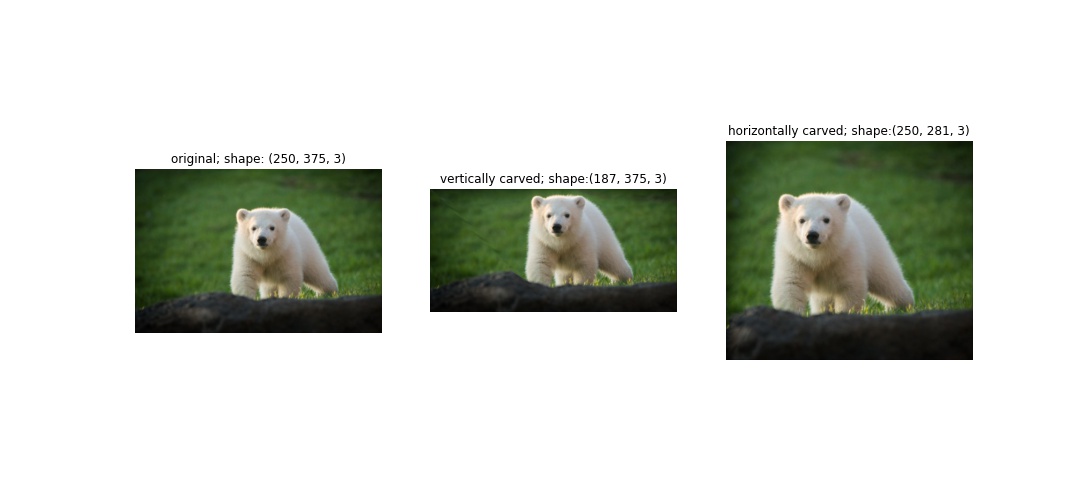 original; shape: (250, 375, 3)
vertically carved; shape:(187, 375, 3)
horizontally carved; shape:(250, 281, 3)